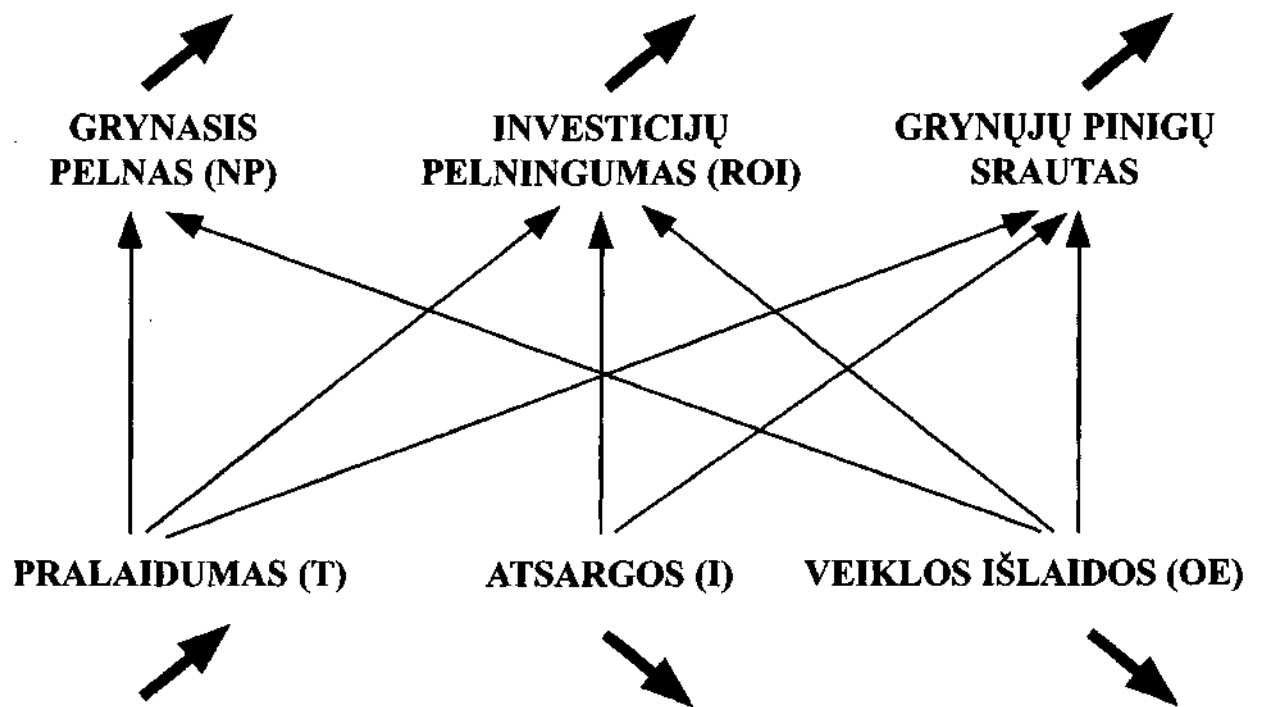 GRYNASIS
PELNAS (NP)
INVESTICIJŲ
PELNINGUMAS (ROI)
GRYNŲJŲ PINIGŲ
SRAUTAS
PRALAIDUMAS (T)
ATSARGOS (I)
VEIKLOS IŠLAIDOS (OE)